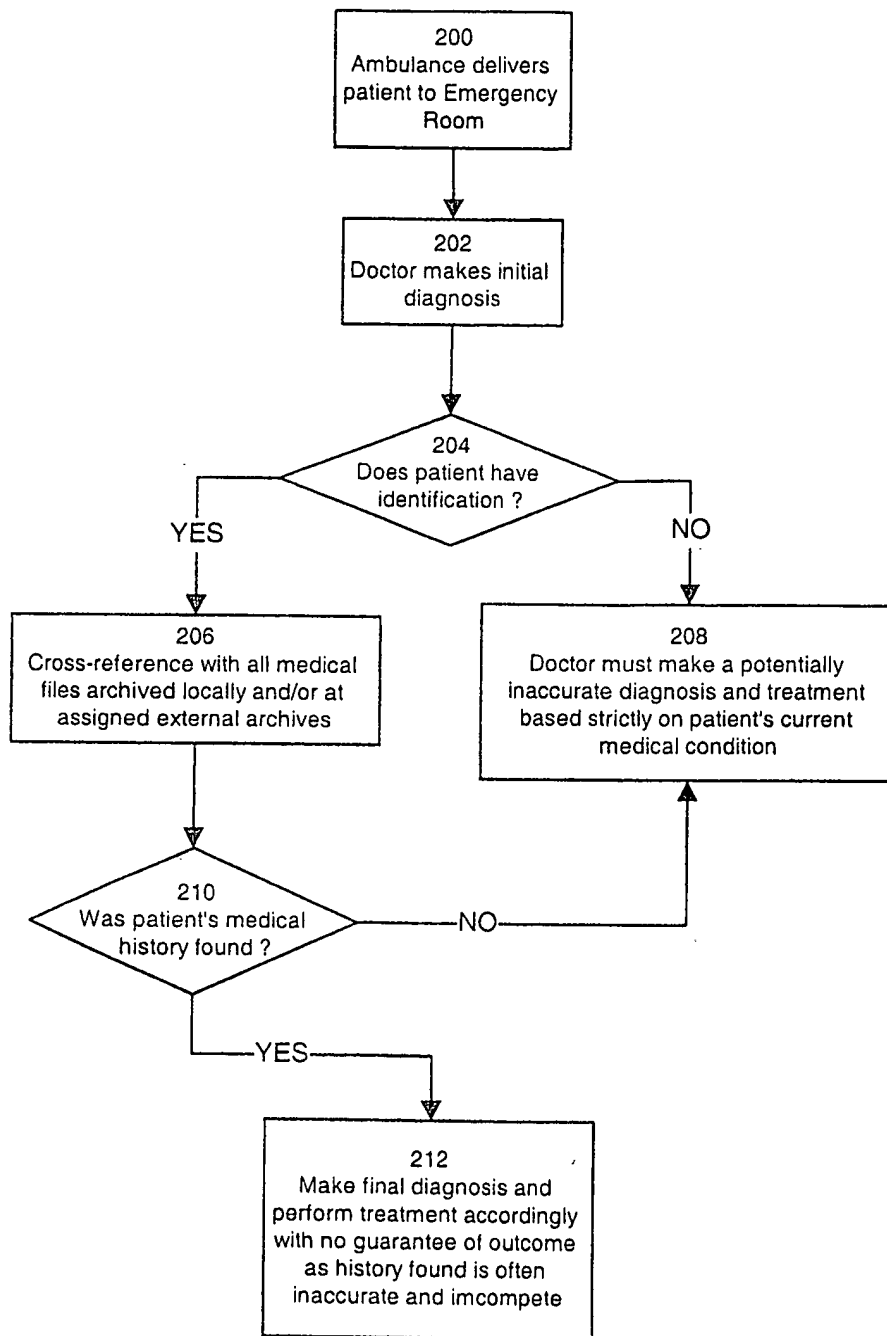 200
Ambulance delivers
patient to Emergency
Room
202
Doctor makes initial
diagnosis
204
Does patient have
identification ?
YES
NO
206
Cross-reference with all medical
files archived locally and/or at
assigned external archives
208
Doctor must make a potentially
inaccurate diagnosis and treatment
based strictly on patient's current
medical condition
210
Was patient's medical
history found ?
NO
YES
212
Make final diagnosis and
perform treatment accordingly
with no guarantee of outcome
as history found is often
inaccurate and imcompete